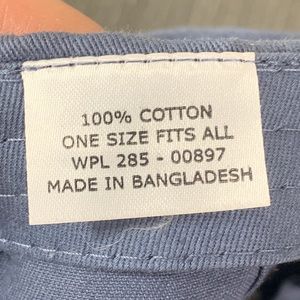 100% COTTON
ONE SIZE FITS ALL
WPL 285 - 00897
MADE IN BANGLADESH